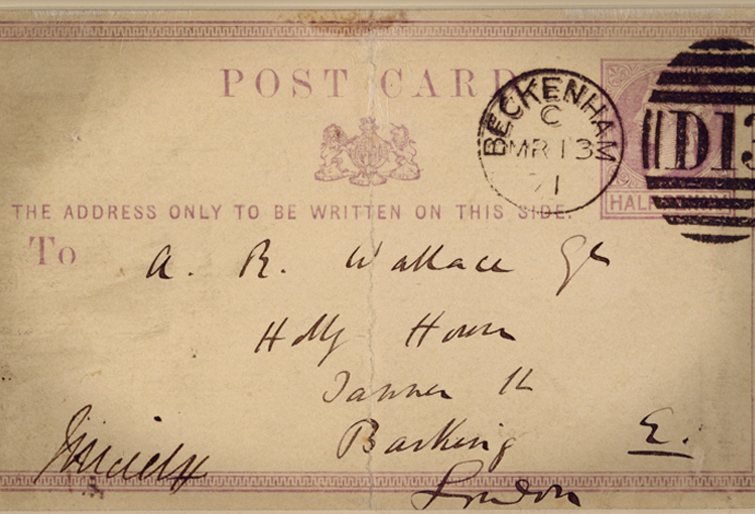 POST CARD
BECKENHAM
C
MR 13
71
D13
HALF
THE ADDRESS ONLY TO BE WRITTEN ON THIS SIDE.
To
A. R. Wallace
Holly House
Tanner
Barking E.
London